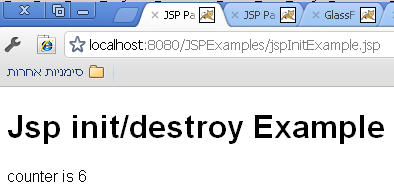 JSP Pa
JSP Pa
GlassF
localhost:8080/JSPExamples/jspInitExample.jsp
סימניות אחרות
Jsp init/destroy Example
counter is 6